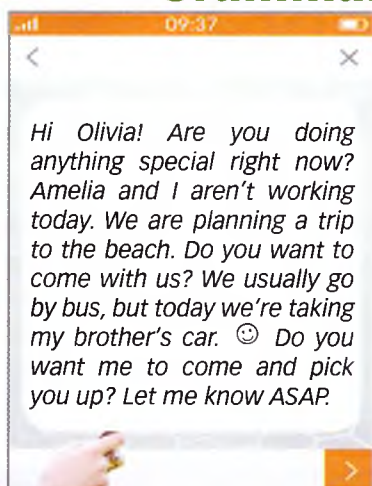 09:37
Hi Olivia! Are you doing
anything special right now?
Amelia and I aren't working
today. We are planning a trip
to the beach. Do you want to
come with us? We usually go
by bus, but today we're taking
my brother's car. ☺ Do you
want me to come and pick
you up? Let me know ASAP.